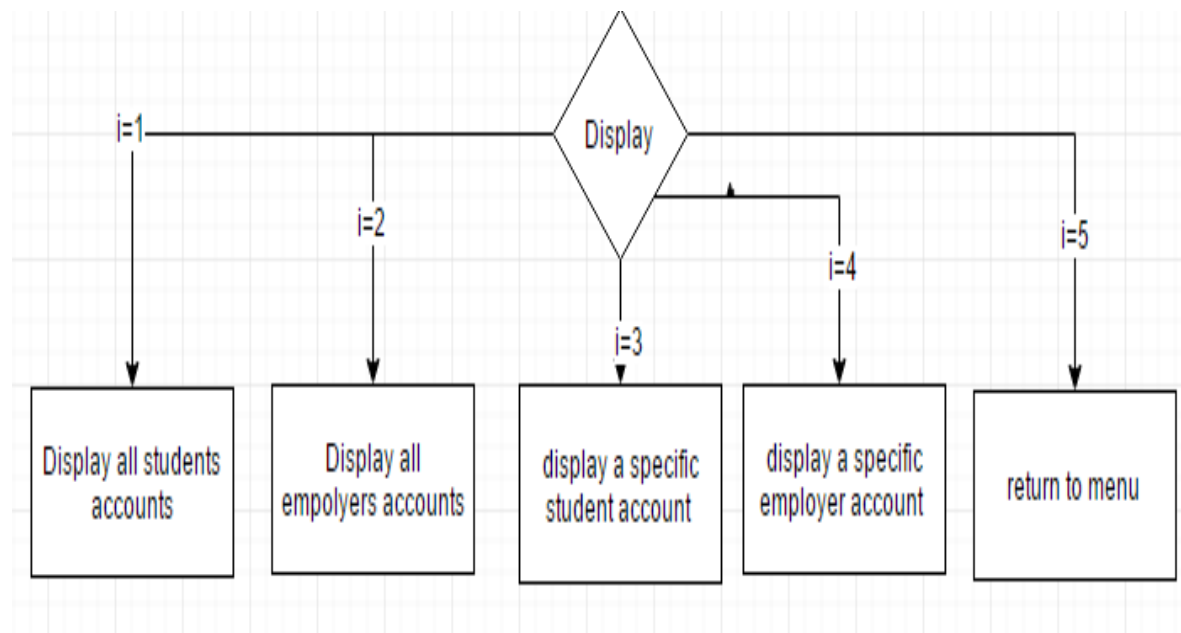 Display
i=1
i=2
i=3
i=4
i=5
Display all students
accounts
Display all
empolyers accounts
display a specific
student account
display a specific
employer account
return to menu